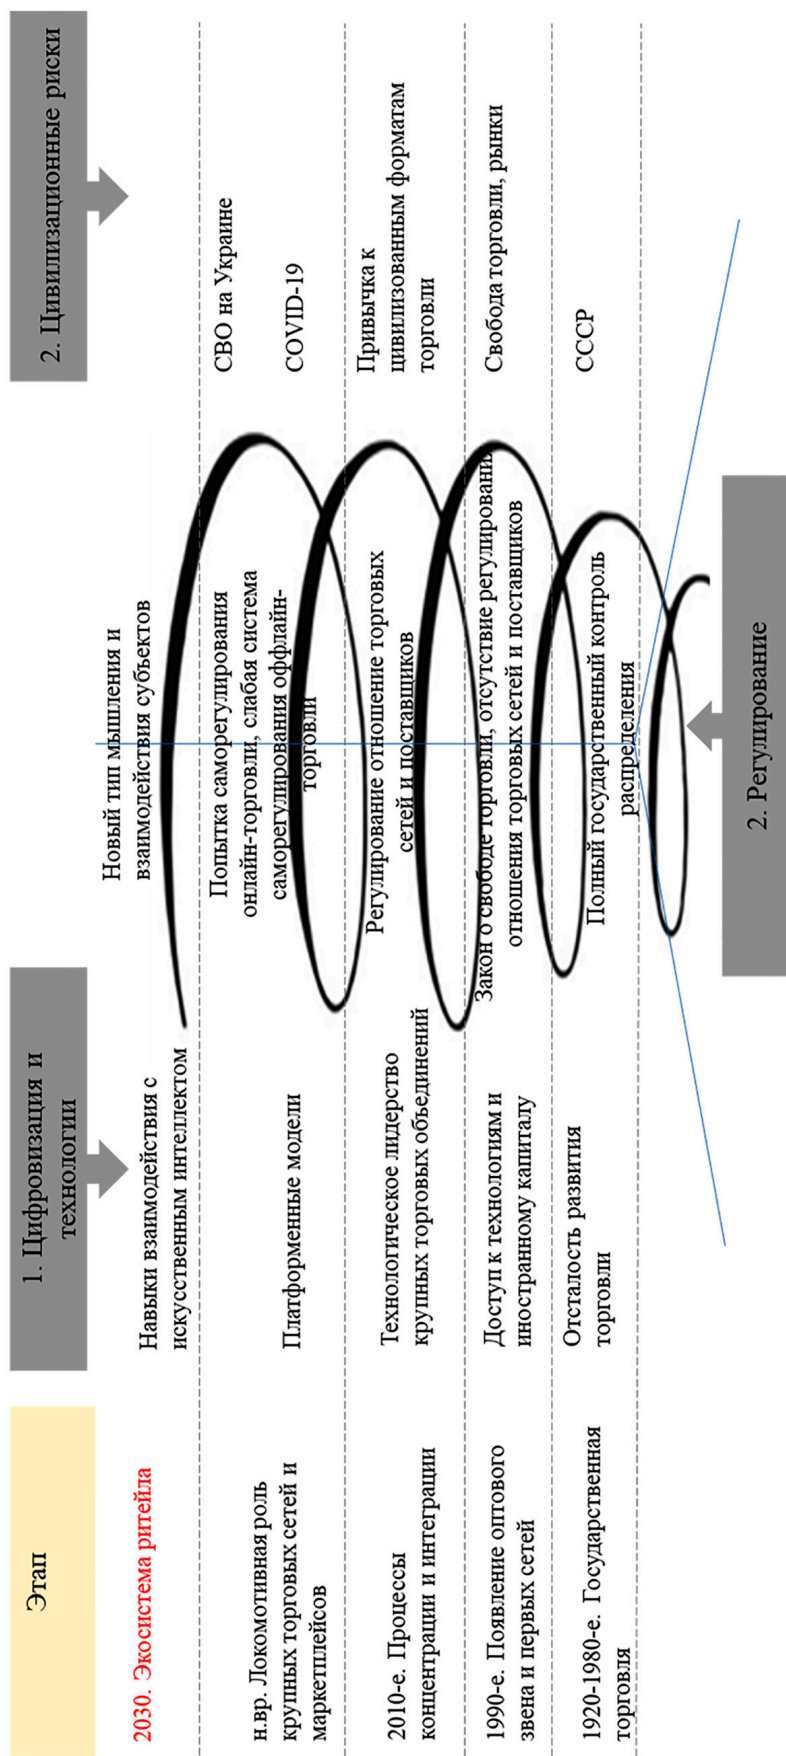 Этап
1. Цифровизация и
технологии
2. Цивилизационные риски
2030. Экосистема ритейла
Навыки взаимодействия с
искусственным интеллектом
Новый тип мышления и
взаимодействия субъектов
н.вр. Локомотивная роль
крупных торговых сетей и
маркетплейсов
Платформенные модели
Попытка саморегулирования
онлайн-торговли, слабая система
саморегулирования оффлайн-
торговли
СВО на Украине
COVID-19
2010-е. Процессы
концентрации и интеграции
Технологическое лидерство
крупных торговых объединений
Регулирование отношение торговых
сетей и поставщиков
Привычка к
цивилизованным форматам
торговли
1990-е. Появление оптового
звена и первых сетей
Доступ к технологиям и
иностранному капиталу
Закон о свободе торговли, отсутствие регулировани
отношения торговых сетей и поставщиков
Свобода торговли, рынки
1920-1980-е. Государственная
торговля
Отсталость развития
торговли
Полный государственный контроль
распределения
СССР
2. Регулирование